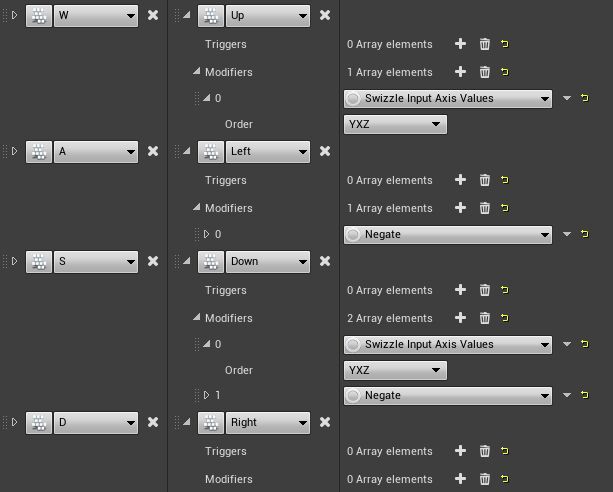 W Up
Triggers 0 Array elements
Modifiers 1 Array elements
0 Swizzle Input Axis Values
Order YXZ
A Left
Triggers 0 Array elements
Modifiers 1 Array elements
0 Negate
S Down
Triggers 0 Array elements
Modifiers 2 Array elements
0 Swizzle Input Axis Values
Order YXZ
1 Negate
D Right
Triggers 0 Array elements
Modifiers 0 Array elements